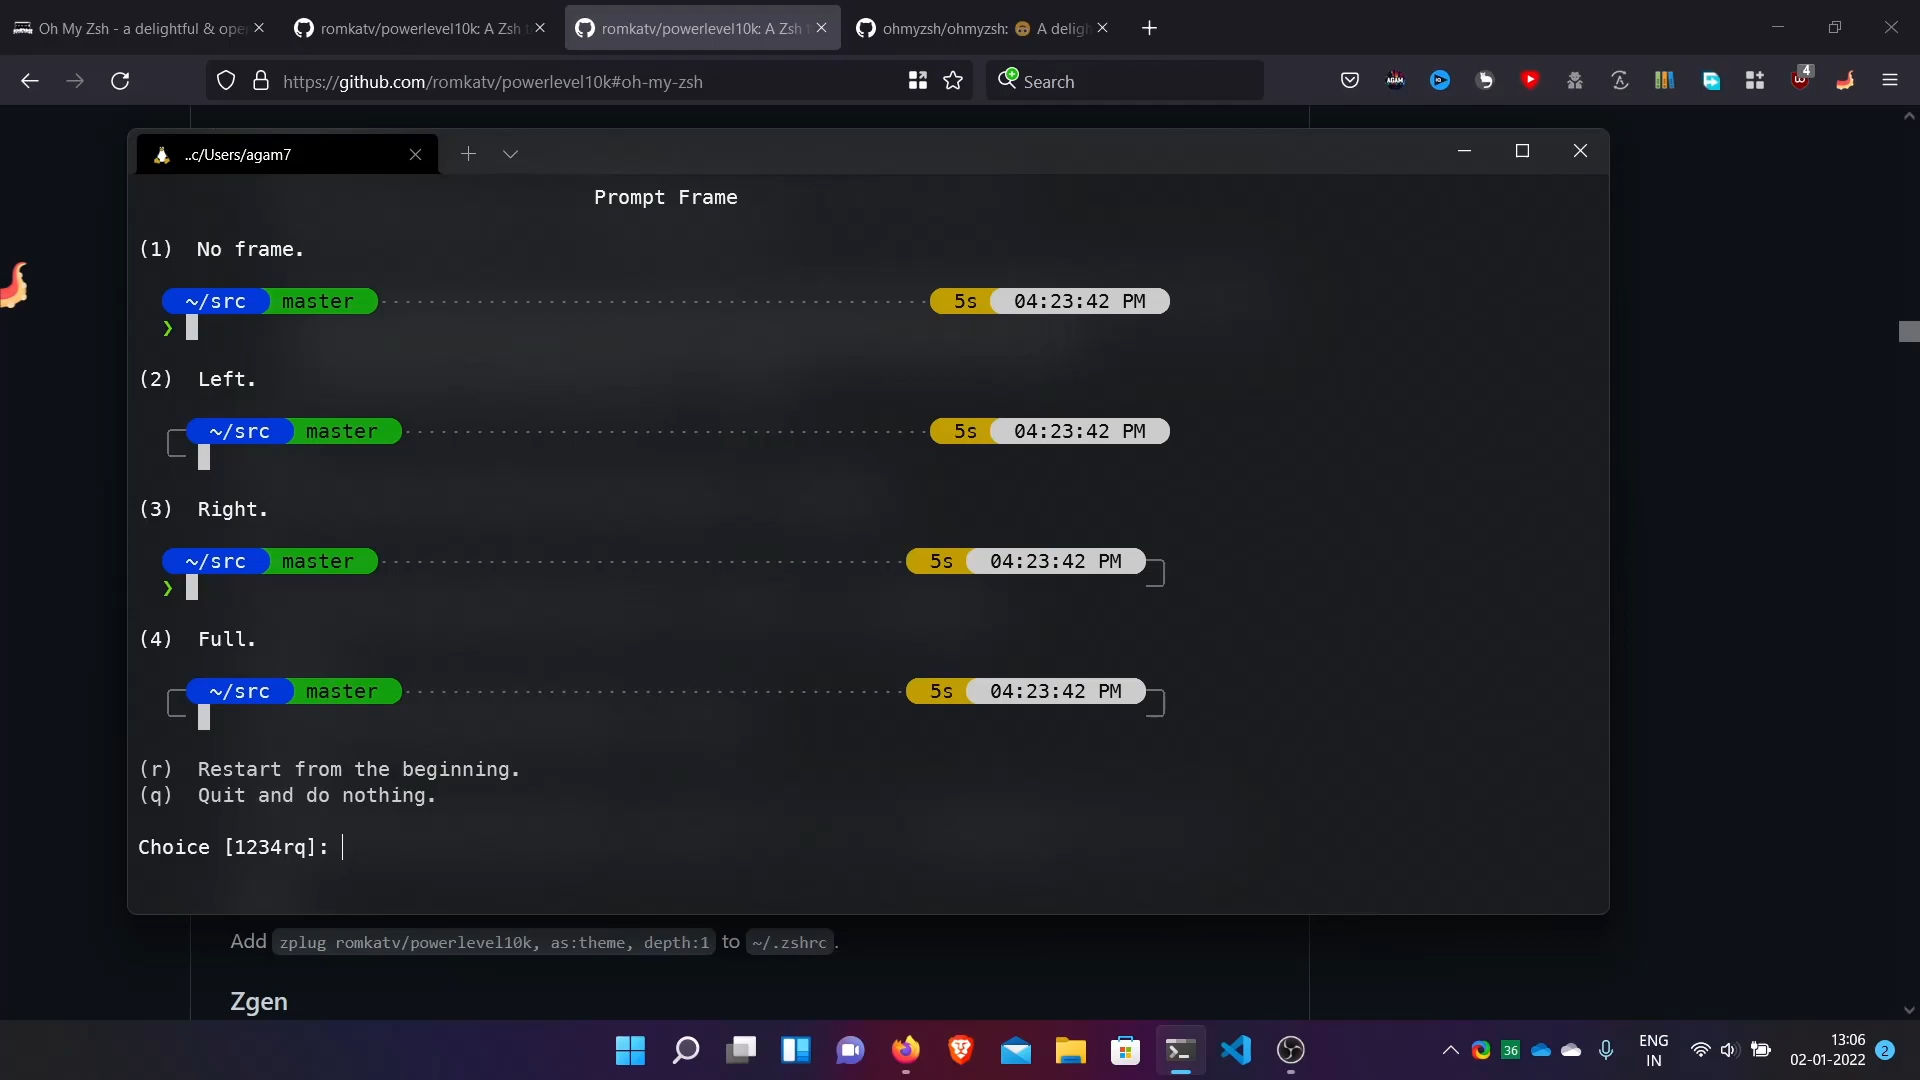 Oh My Zsh - a delightful & ope
romkatv/powerlevel10k: A Zsh t
romkatv/powerlevel10k: A Zsh t
ohmyzsh/ohmyzsh: 🙃 A deligh
https://github.com/romkatv/powerlevel10k#oh-my-zsh
Search
4
..c/Users/agam7
Prompt Frame
(1) No frame.
~/src master 5s 04:23:42 PM
❯
(2) Left.
~/src master 5s 04:23:42 PM
(3) Right.
~/src master 5s 04:23:42 PM
❯
(4) Full.
~/src master 5s 04:23:42 PM
(r) Restart from the beginning.
(q) Quit and do nothing.
Choice [1234rq]:
Add zplug romkatv/powerlevel10k, as:theme, depth:1 to ~/.zshrc.
Zgen
36
ENG
IN
13:06
02-01-2022
2